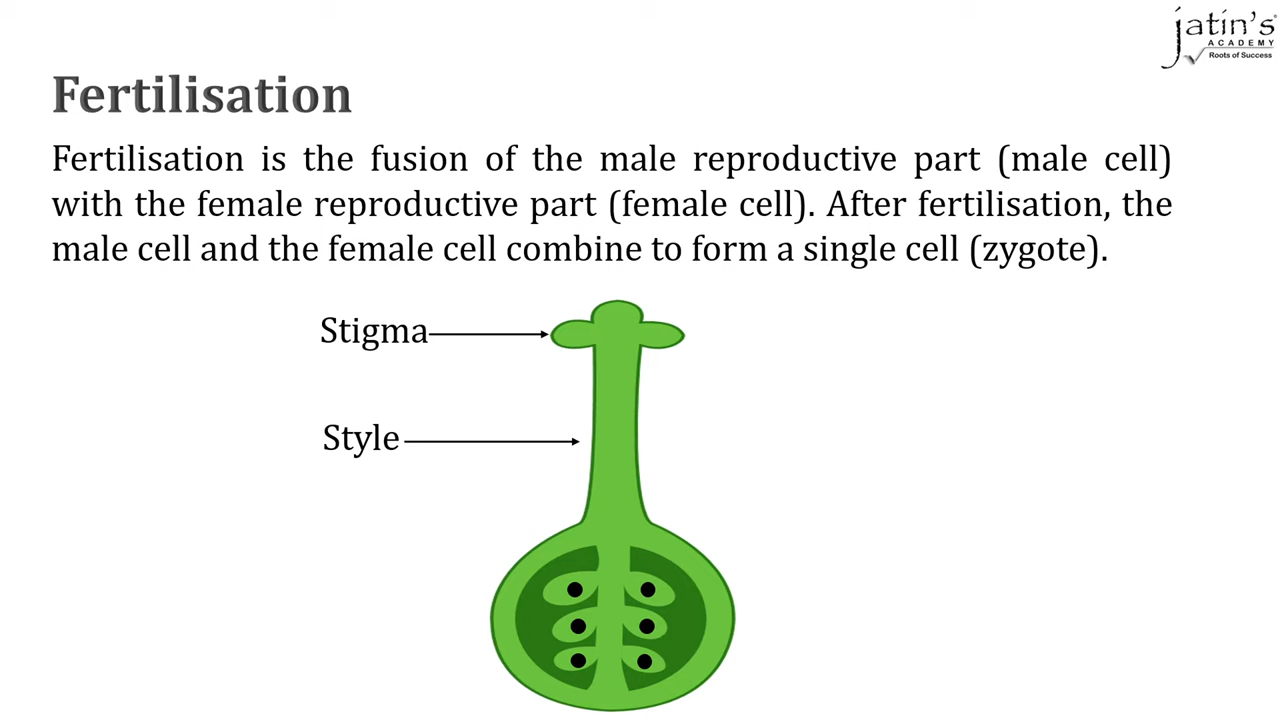 jatin's
ACADEMY
Roots of Success
Fertilisation
Fertilisation is the fusion of the male reproductive part (male cell)
with the female reproductive part (female cell). After fertilisation, the
male cell and the female cell combine to form a single cell (zygote).
Stigma
Style